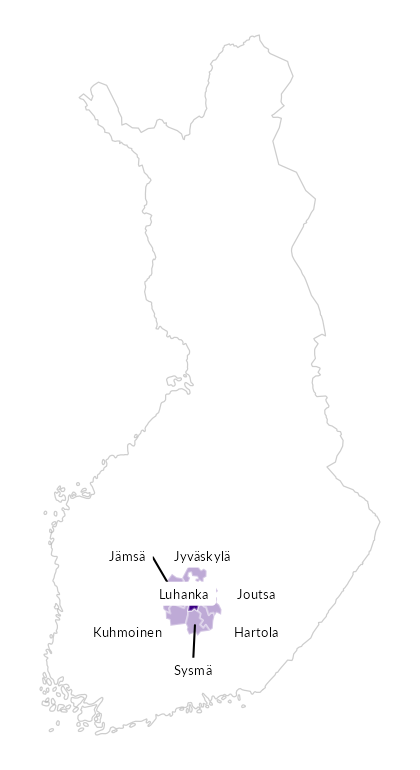 Jämsä
Jyväskylä
Luhanka
Joutsa
Kuhmoinen
Hartola
Sysmä